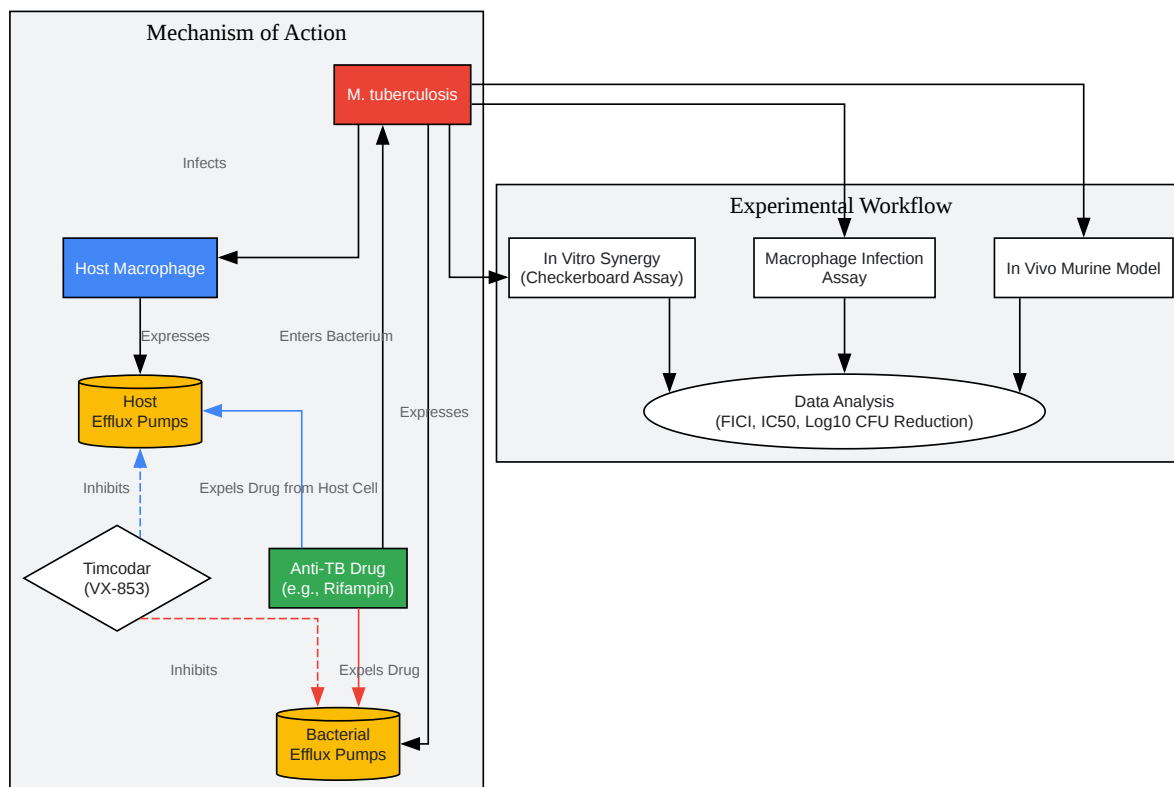 Mechanism of Action
M. tuberculosis
Infects
Experimental Workflow
Host Macrophage
In Vitro Synergy
(Checkerboard Assay)
Macrophage Infection
Assay
In Vivo Murine Model
Expresses
Enters Bacterium
Host
Efflux Pumps
Expresses
Data Analysis
(FICI, IC50, Log10 CFU Reduction)
Inhibits
Expels Drug from Host Cell
Timcodar
(VX-853)
Anti-TB Drug
(e.g., Rifampin)
Inhibits
Expels Drug
Bacterial
Efflux Pumps